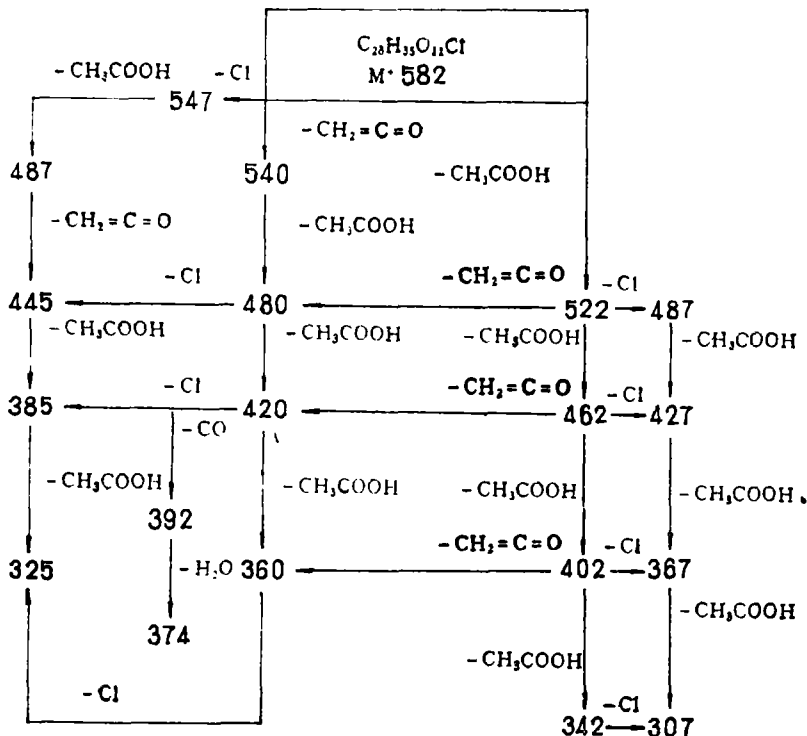 C₂₈H₃₅O₁₁Cl
M⁺ 582
-CH₃COOH -Cl
547
-CH₂=C=O
487 540 -CH₃COOH
-CH₂=C=O -CH₃COOH
-Cl -CH₂=C=O -Cl
445 480 522 487
-CH₃COOH -CH₃COOH -CH₃COOH -CH₃COOH
-Cl -CH₂=C=O -Cl
385 420 462 427
-CO
-CH₃COOH -CH₃COOH -CH₃COOH -CH₃COOH
392
-CH₂=C=O -Cl
325 -H₂O 360 402 367
374 -CH₃COOH
-Cl -CH₃COOH
-Cl
342 307